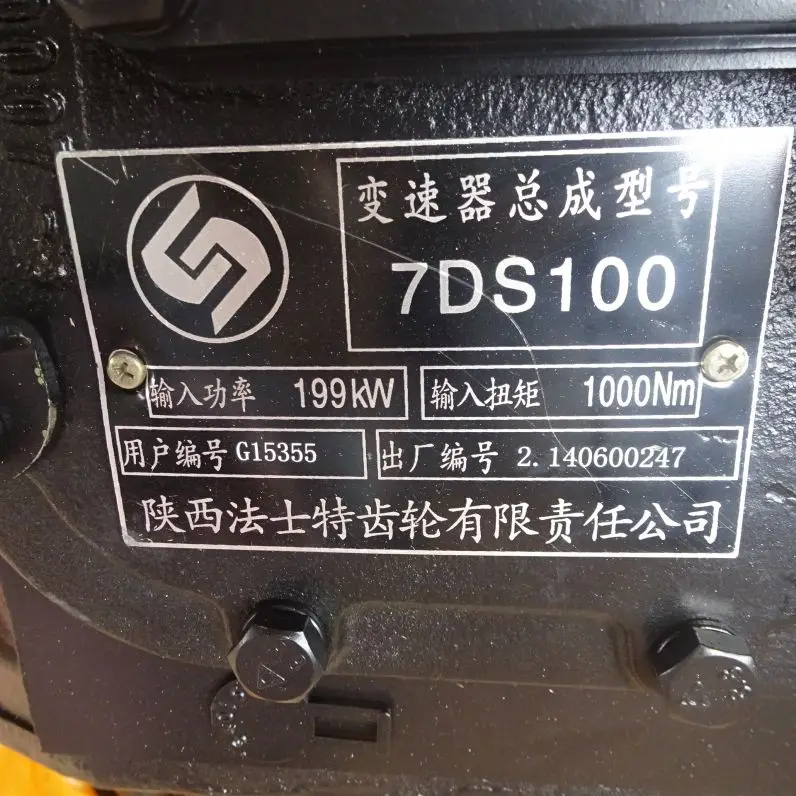 变速器总成型号
7DS100
输入功率 199kW 输入扭矩 1000Nm
用户编号 G15355 出厂编号 2.140600247
陕西法士特齿轮有限责任公司